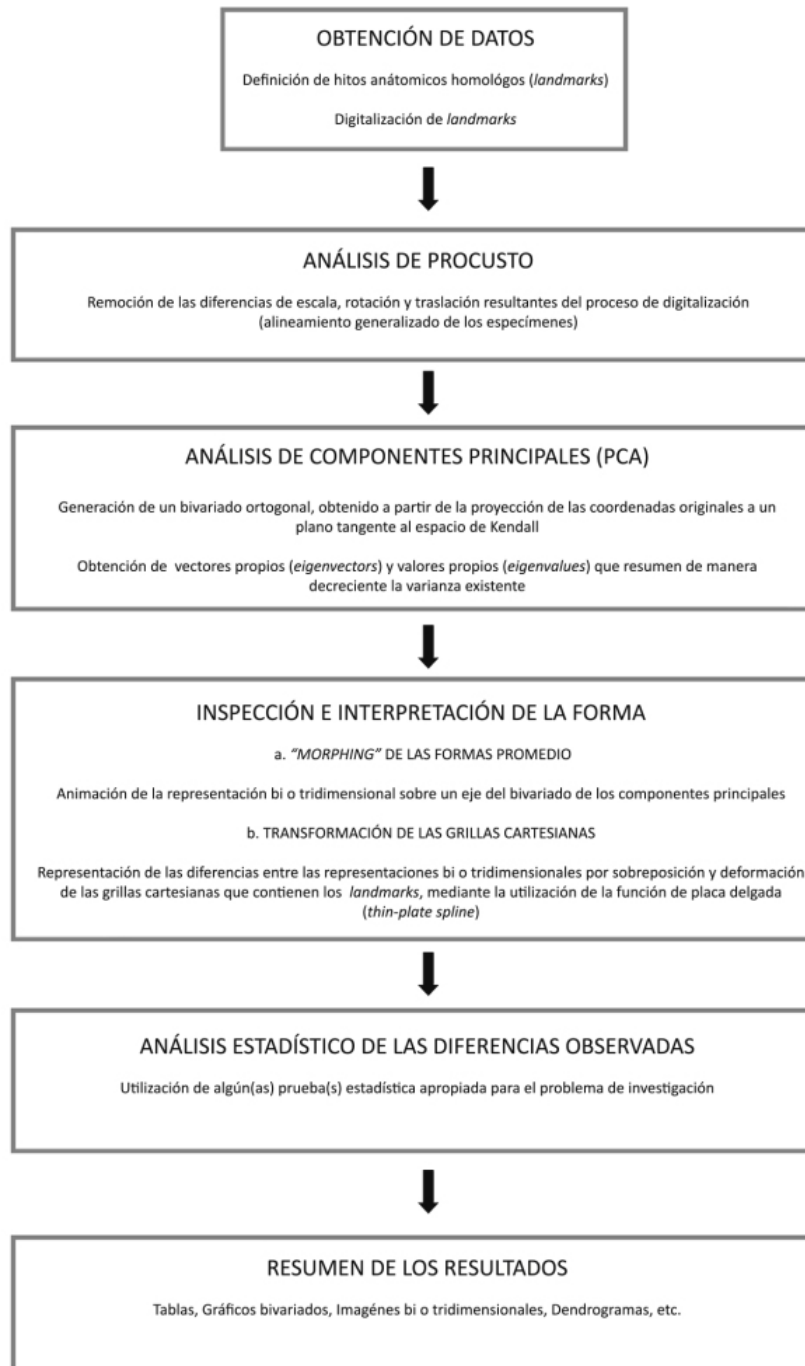 OBTENCIÓN DE DATOS
Definición de hitos anátomicos homológos (landmarks)
Digitalización de landmarks
ANÁLISIS DE PROCUSTO
Remoción de las diferencias de escala, rotación y traslación resultantes del proceso de digitalización
(alineamiento generalizado de los especímenes)
ANÁLISIS DE COMPONENTES PRINCIPALES (PCA)
Generación de un bivariado ortogonal, obtenido a partir de la proyección de las coordenadas originales a un
plano tangente al espacio de Kendall
Obtención de vectores propios (eigenvectors) y valores propios (eigenvalues) que resumen de manera
decreciente la varianza existente
INSPECCIÓN E INTERPRETACIÓN DE LA FORMA
a. “MORPHING” DE LAS FORMAS PROMEDIO
Animación de la representación bi o tridimensional sobre un eje del bivariado de los componentes principales
b. TRANSFORMACIÓN DE LAS GRILLAS CARTESIANAS
Representación de las diferencias entre las representaciones bi o tridimensionales por sobreposición y deformación
de las grillas cartesianas que contienen los landmarks, mediante la utilización de la función de placa delgada
(thin-plate spline)
ANÁLISIS ESTADÍSTICO DE LAS DIFERENCIAS OBSERVADAS
Utilización de algún(as) prueba(s) estadística apropiada para el problema de investigación
RESUMEN DE LOS RESULTADOS
Tablas, Gráficos bivariados, Imagénes bi o tridimensionales, Dendrogramas, etc.